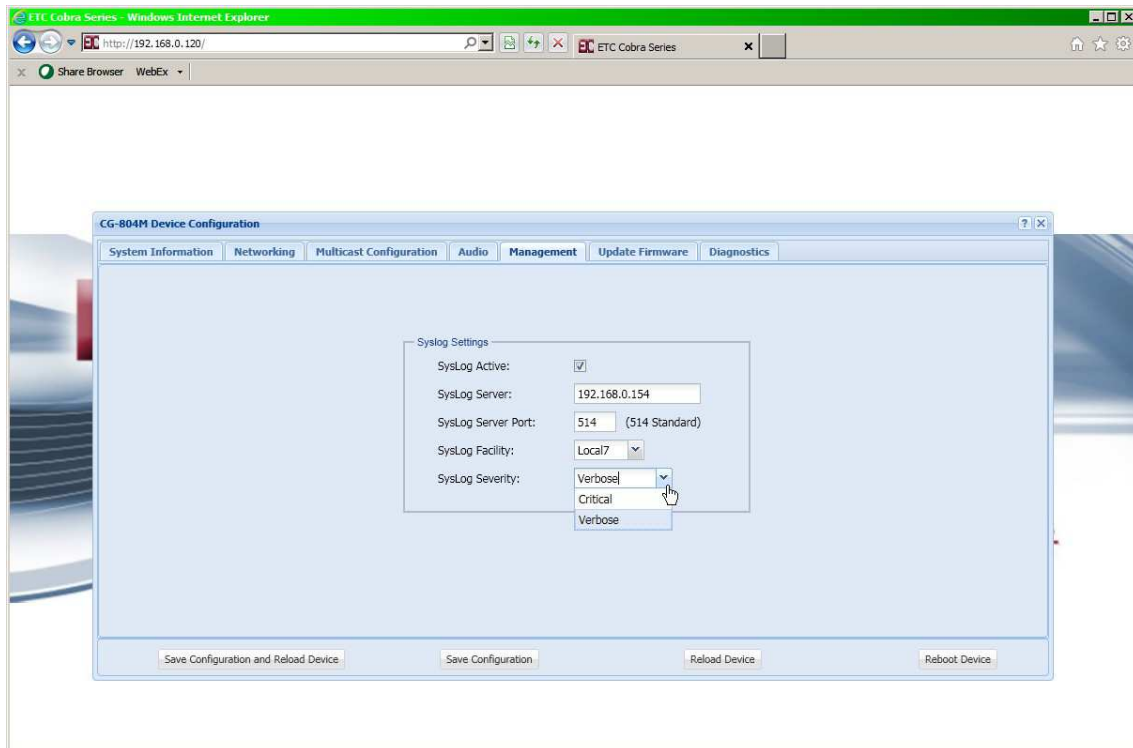 ETC Cobra Series - Windows Internet Explorer
http://192.168.0.120/
ETC Cobra Series
Share Browser WebEx
CG-804M Device Configuration
System Information Networking Multicast Configuration Audio Management Update Firmware Diagnostics
Syslog Settings
SysLog Active:
SysLog Server: 192.168.0.154
SysLog Server Port: 514 (514 Standard)
SysLog Facility: Local7
SysLog Severity: Verbose
Critical
Verbose
Save Configuration and Reload Device Save Configuration Reload Device Reboot Device